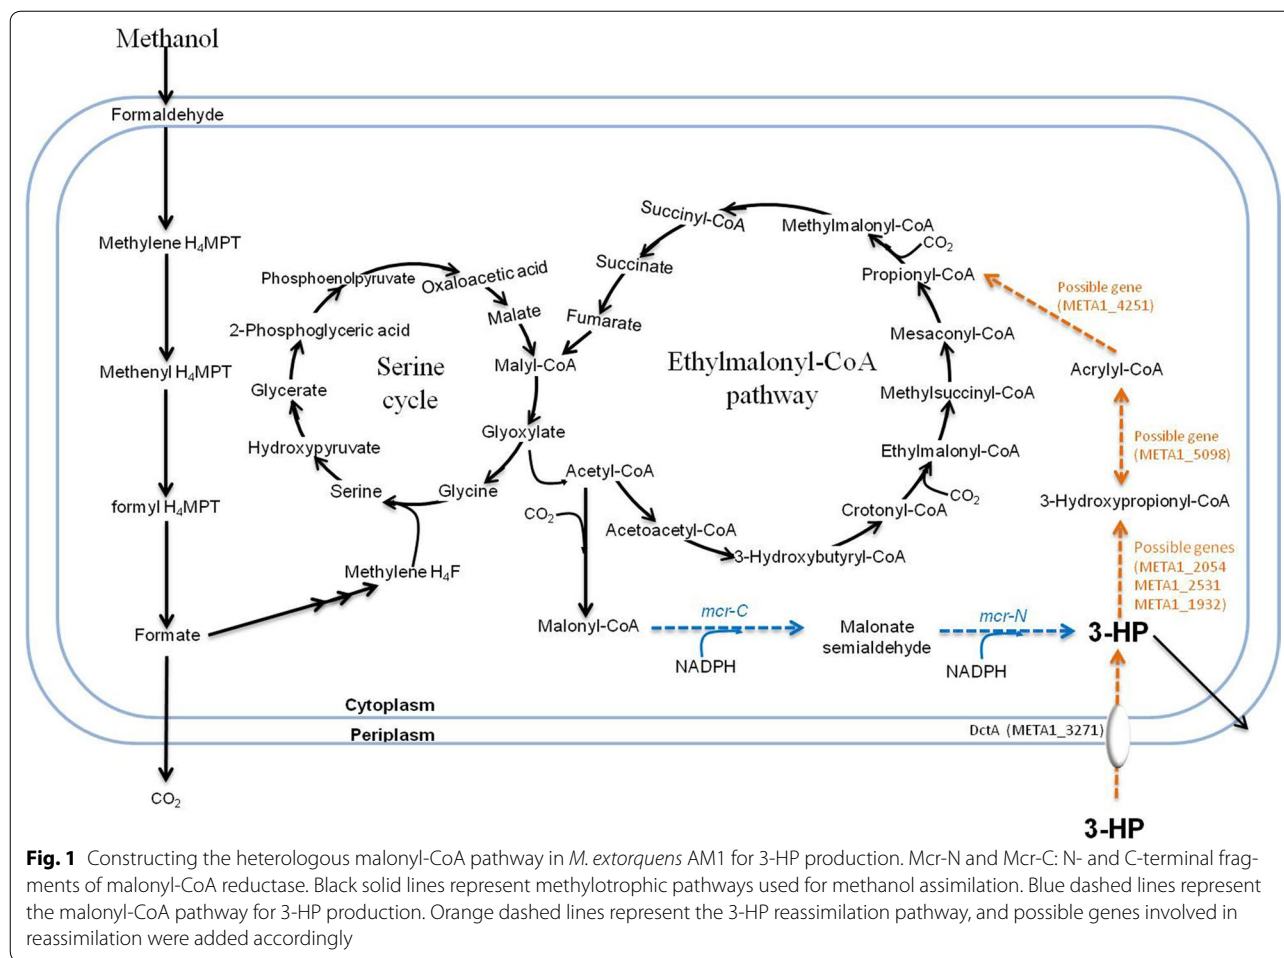 Methanol
Formaldehyde
Methylene H₄MPT
Methenyl H₄MPT
formyl H₄MPT
Formate
CO₂
Phosphoenolpyruvate
Oxaloacetic acid
Malate
Malyl-CoA
Glyoxylate
Glycine
Serine
Hydroxypyruvate
Glycerate
2-Phosphoglyceric acid
Serine
cycle
Methylene H₄F
Succinyl-CoA
Succinate
Fumarate
Methylmalonyl-CoA
CO₂
Propionyl-CoA
Mesaconyl-CoA
Methylsuccinyl-CoA
Ethylmalonyl-CoA
CO₂
Crotonyl-CoA
3-Hydroxybutyryl-CoA
Acetoacetyl-CoA
Acetyl-CoA
CO₂
Ethylmalonyl-CoA
pathway
Malonyl-CoA
mcr-C
NADPH
Malonate
semialdehyde
mcr-N
NADPH
3-HP
Possible gene
(META1_4251)
Acrylyl-CoA
Possible gene
(META1_5098)
3-Hydroxypropionyl-CoA
Possible genes
(META1_2054
META1_2531
META1_1932)
Cytoplasm
Periplasm
DctA (META1_3271)
3-HP
Fig. 1 Constructing the heterologous malonyl-CoA pathway in M. extorquens AM1 for 3-HP production. Mcr-N and Mcr-C: N- and C-terminal frag-
ments of malonyl-CoA reductase. Black solid lines represent methylotrophic pathways used for methanol assimilation. Blue dashed lines represent
the malonyl-CoA pathway for 3-HP production. Orange dashed lines represent the 3-HP reassimilation pathway, and possible genes involved in
reassimilation were added accordingly